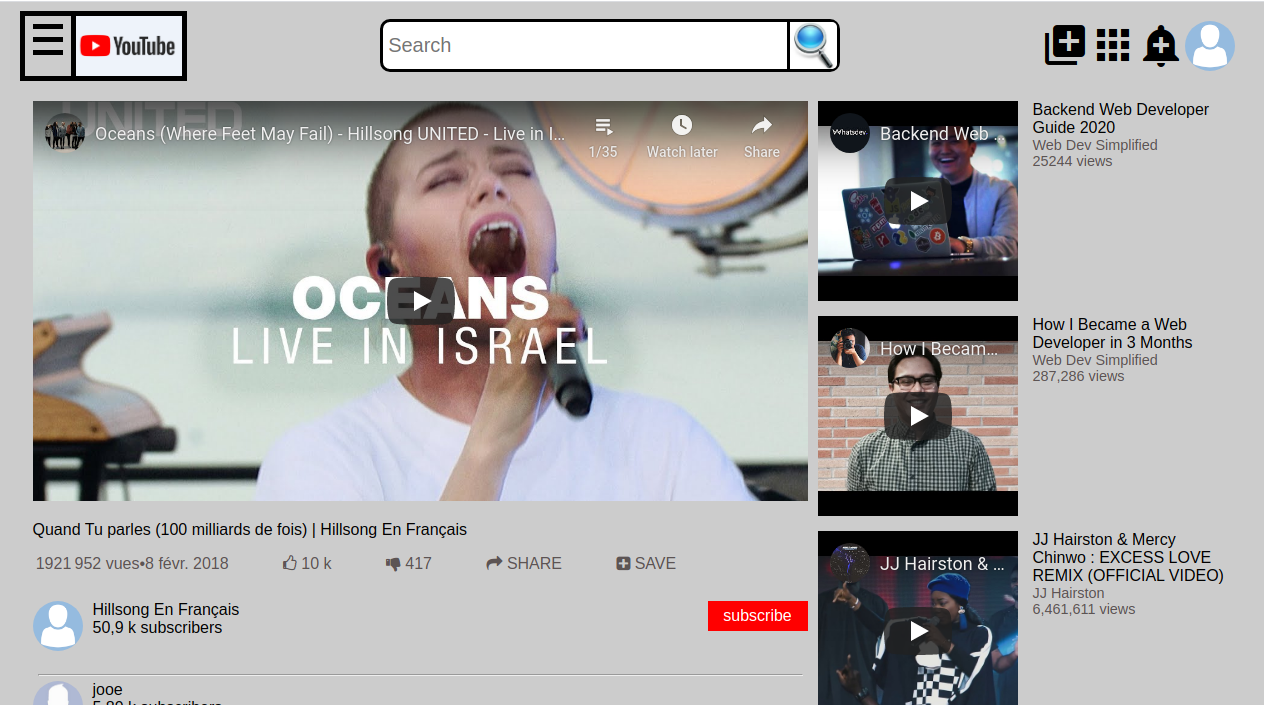 YouTube
Search
UNITED
Oceans (Where Feet May Fail) - Hillsong UNITED - Live in I...
1/35
Watch later
Share
OCEANS
LIVE IN ISRAEL
Quand Tu parles (100 milliards de fois) | Hillsong En Français
1921 952 vues•8 févr. 2018
10 k
417
SHARE
SAVE
Hillsong En Français
50,9 k subscribers
subscribe
jooe
Whatsdev
Backend Web ...
Backend Web Developer
Guide 2020
Web Dev Simplified
25244 views
How I Becam...
How I Became a Web
Developer in 3 Months
Web Dev Simplified
287,286 views
JJ Hairston & ...
JJ Hairston & Mercy
Chinwo : EXCESS LOVE
REMIX (OFFICIAL VIDEO)
JJ Hairston
6,461,611 views